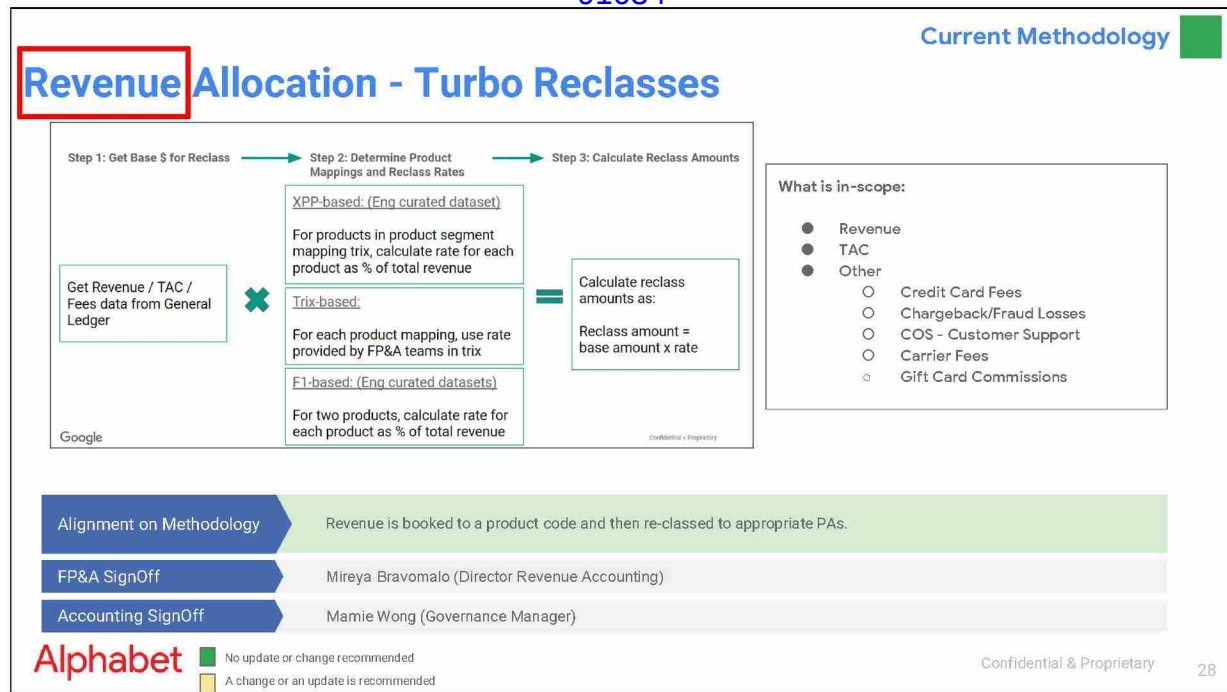 Current Methodology
Revenue Allocation - Turbo Reclasses
Step 1: Get Base $ for Reclass
Step 2: Determine Product
Mappings and Reclass Rates
Step 3: Calculate Reclass Amounts
Get Revenue / TAC /
Fees data from General
Ledger
XPP-based: (Eng curated dataset)
For products in product segment
mapping trix, calculate rate for each
product as % of total revenue
Trix-based:
For each product mapping, use rate
provided by FP&A teams in trix
F1-based: (Eng curated datasets)
For two products, calculate rate for
each product as % of total revenue
Calculate reclass
amounts as:
Reclass amount =
base amount x rate
Google
Confidential + Proprietary
What is in-scope:
● Revenue
● TAC
● Other
○ Credit Card Fees
○ Chargeback/Fraud Losses
○ COS - Customer Support
○ Carrier Fees
○ Gift Card Commissions
Alignment on Methodology
Revenue is booked to a product code and then re-classed to appropriate PAs.
FP&A SignOff
Mireya Bravomalo (Director Revenue Accounting)
Accounting SignOff
Mamie Wong (Governance Manager)
Alphabet
No update or change recommended
A change or an update is recommended
Confidential & Proprietary
28